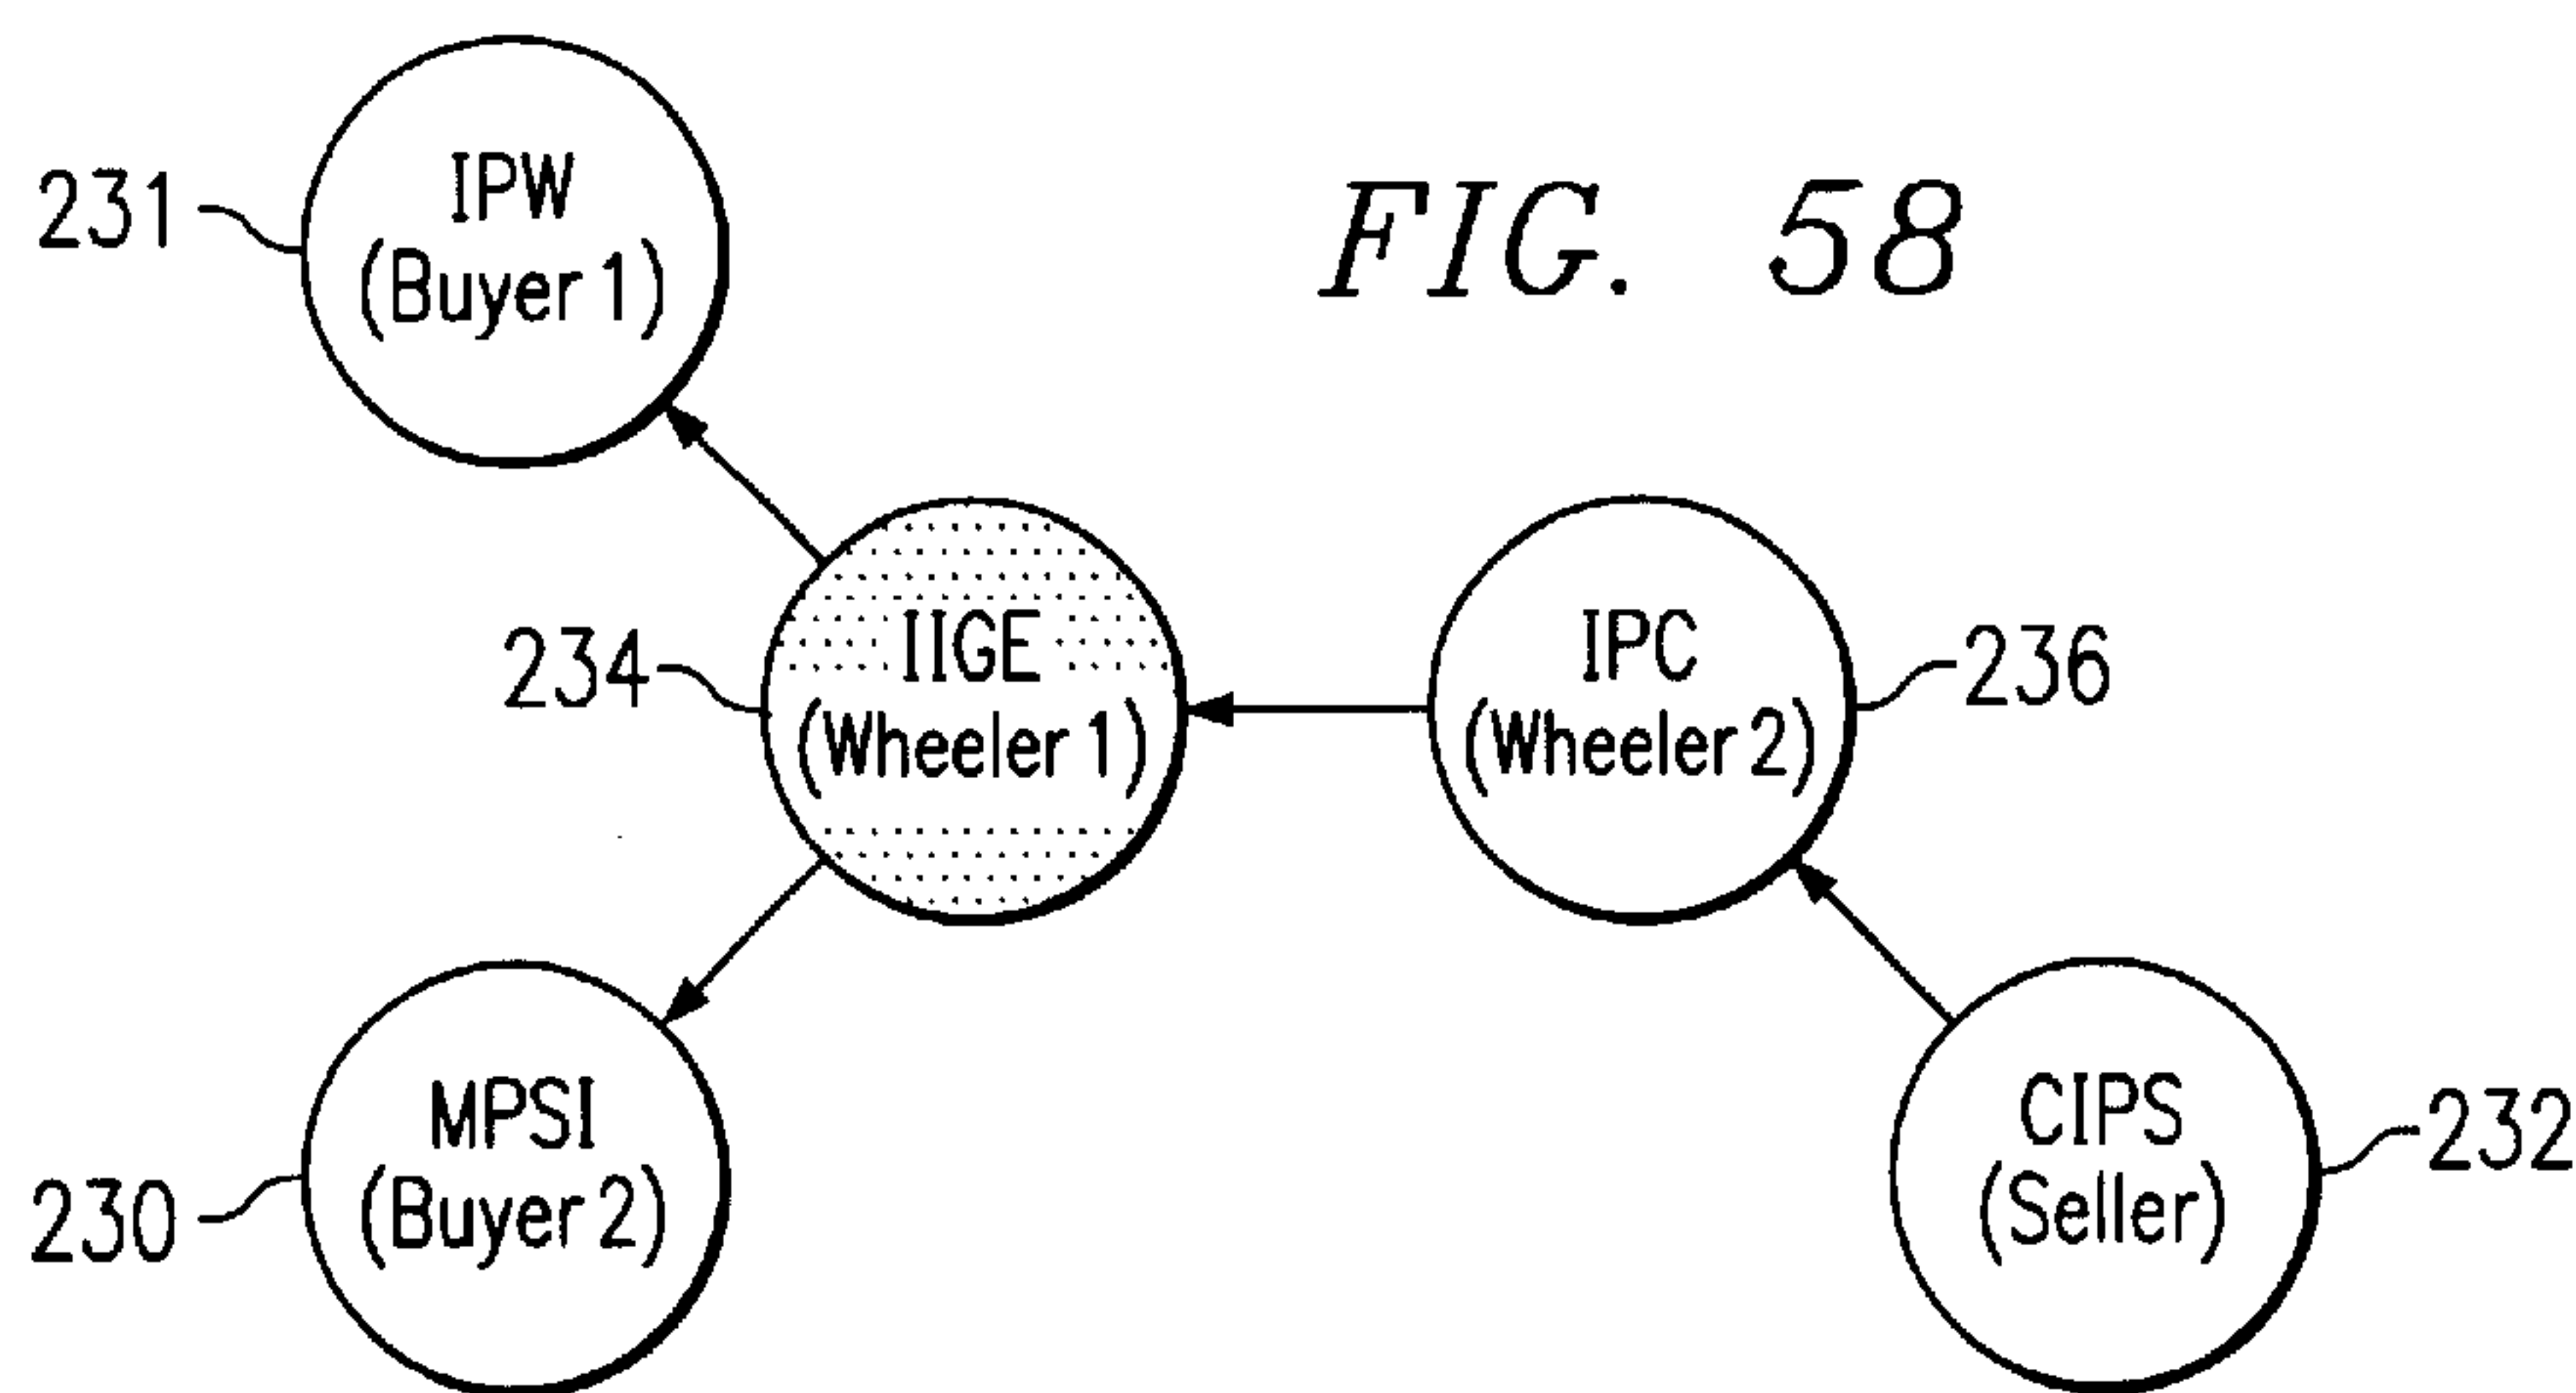 FIG. 58
231
IPW
(Buyer 1)
234
IIGE
(Wheeler 1)
IPC
(Wheeler 2)
236
230
MPSI
(Buyer 2)
CIPS
(Seller)
232